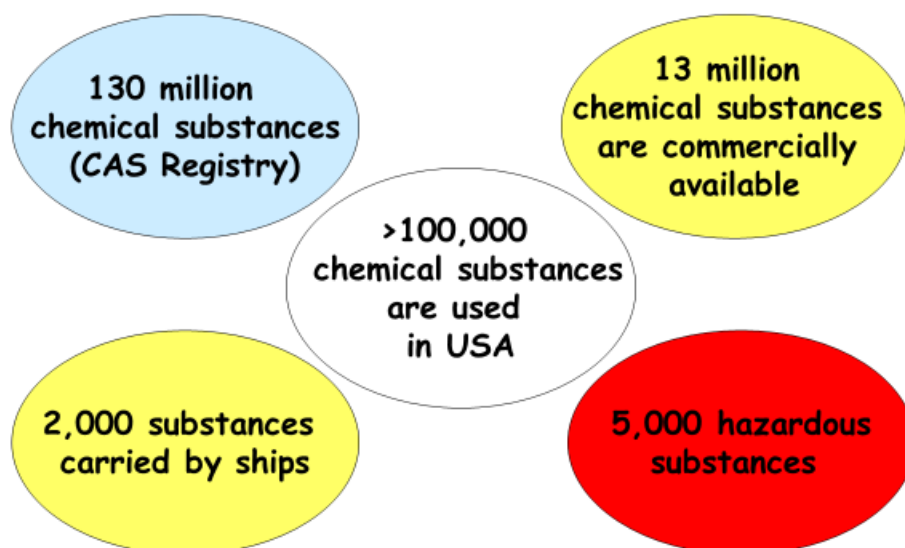 130 million
chemical substances
(CAS Registry)
13 million
chemical substances
are commercially
available
>100,000
chemical substances
are used
in USA
2,000 substances
carried by ships
5,000 hazardous
substances